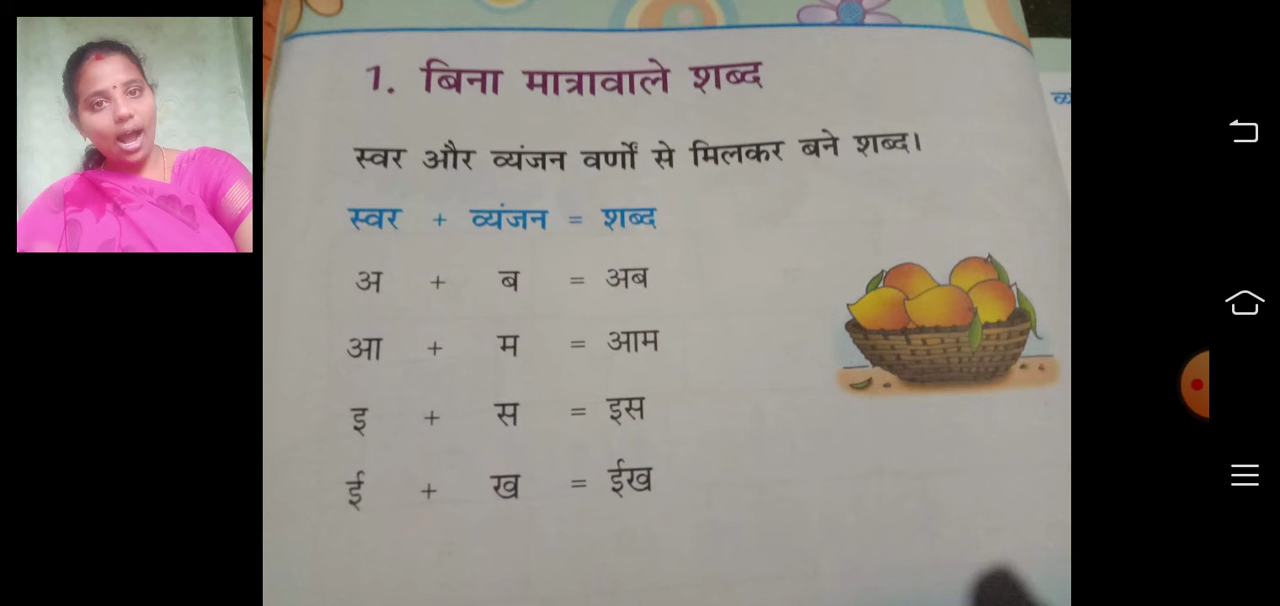 1. बिना मात्रावाले शब्द
स्वर और व्यंजन वर्णों से मिलकर बने शब्द।
स्वर + व्यंजन = शब्द
अ + ब = अब
आ + म = आम
इ + स = इस
ई + ख = ईख